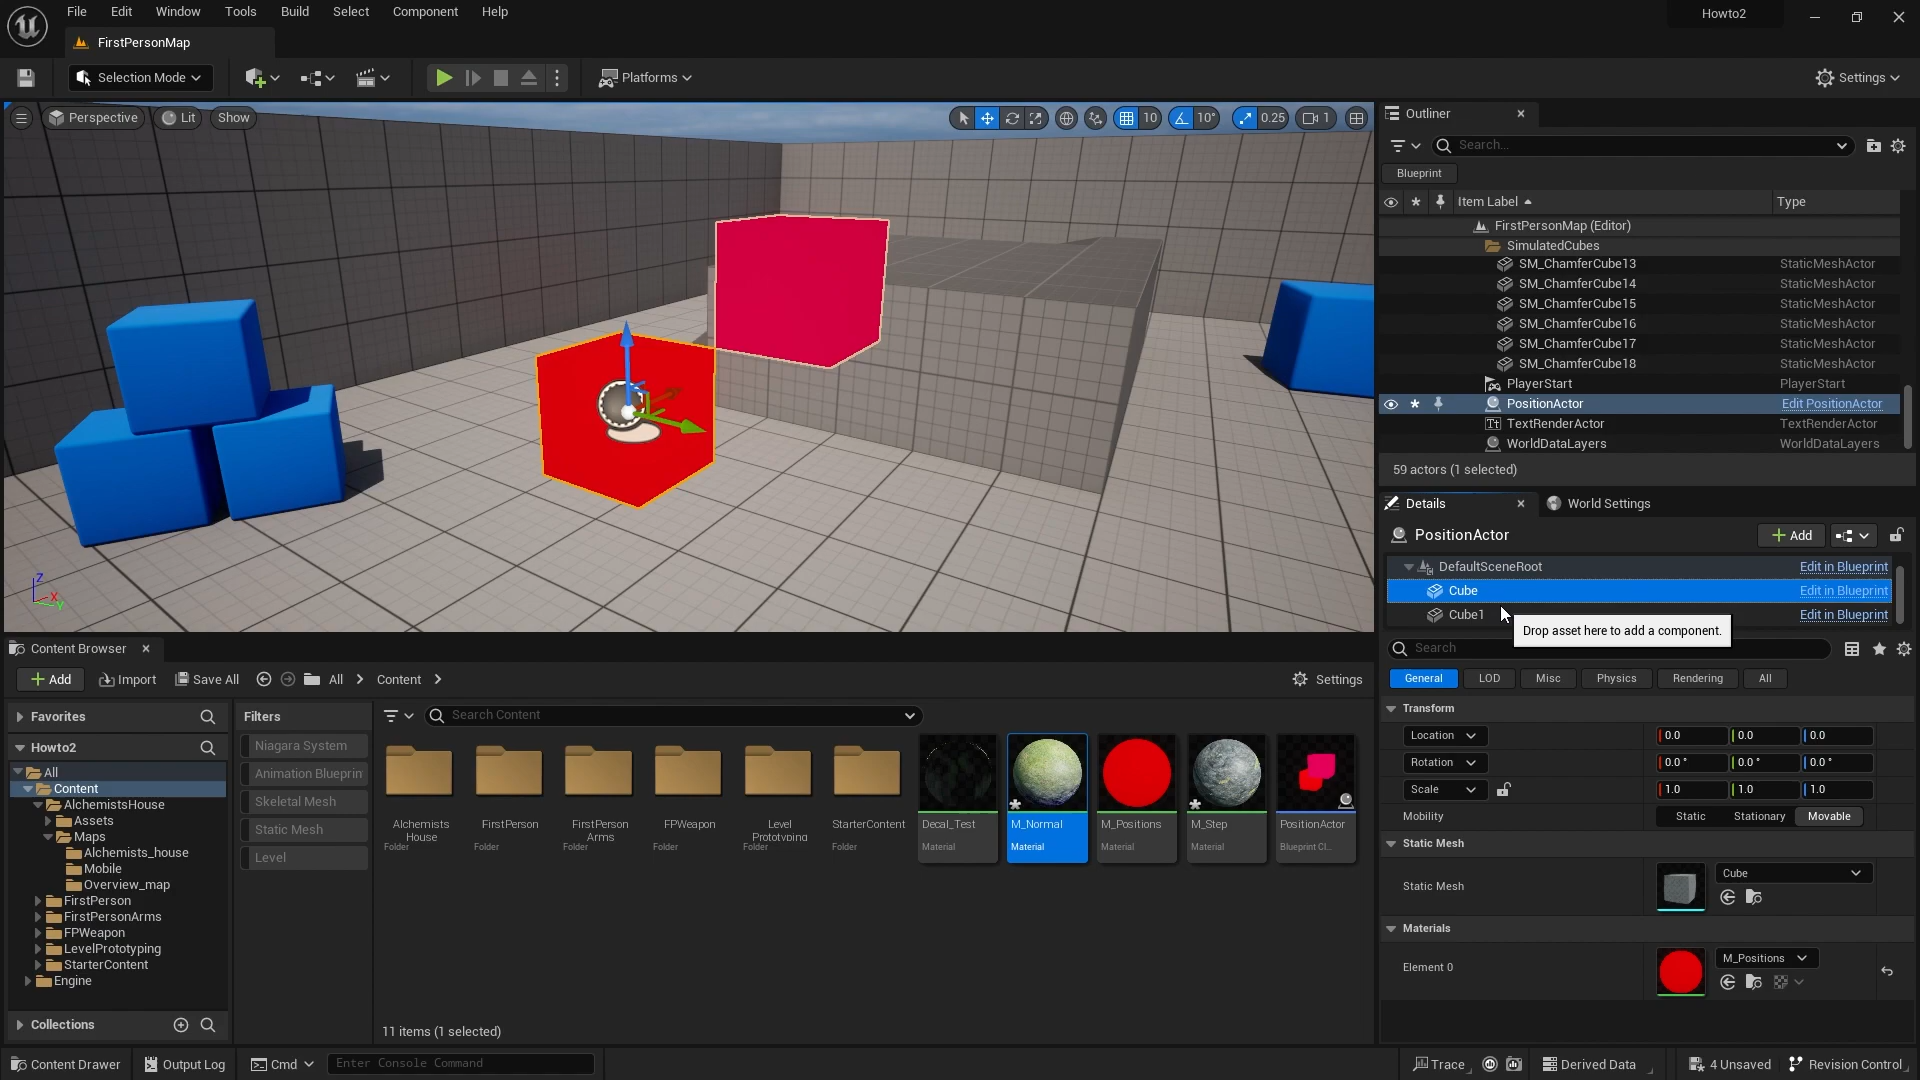 File Edit Window Tools Build Select Component Help
Howto2
FirstPersonMap
Selection Mode Platforms Settings
Perspective Lit Show 10 10° 0.25 1
Outliner
Search...
Blueprint
Item Label Type
FirstPersonMap (Editor)
SimulatedCubes
SM_ChamferCube13 StaticMeshActor
SM_ChamferCube14 StaticMeshActor
SM_ChamferCube15 StaticMeshActor
SM_ChamferCube16 StaticMeshActor
SM_ChamferCube17 StaticMeshActor
SM_ChamferCube18 StaticMeshActor
PlayerStart PlayerStart
PositionActor Edit PositionActor
TextRenderActor TextRenderActor
WorldDataLayers WorldDataLayers
59 actors (1 selected)
Details World Settings
PositionActor Add
DefaultSceneRoot Edit in Blueprint
Cube Edit in Blueprint
Cube1 Edit in Blueprint
Drop asset here to add a component.
Search
General LOD Misc Physics Rendering All
Transform
Location 0.0 0.0 0.0
Rotation 0.0 ° 0.0 ° 0.0 °
Scale 1.0 1.0 1.0
Mobility Static Stationary Movable
Static Mesh
Static Mesh Cube
Materials
Element 0 M_Positions
Z
X
Y
Content Browser
Add Import Save All All Content Settings
Favorites
Howto2
All
Content
AlchemistsHouse
Assets
Maps
Alchemists_house
Mobile
Overview_map
FirstPerson
FirstPersonArms
FPWeapon
LevelPrototyping
StarterContent
Engine
Collections
Filters
Niagara System
Animation Blueprin
Skeletal Mesh
Static Mesh
Level
Search Content
Alchemists House Folder
FirstPerson Folder
FirstPerson Arms Folder
FPWeapon Folder
Level Prototyping Folder
StarterContent Folder
Decal_Test Material
M_Normal Material
M_Positions Material
M_Step Material
PositionActor Blueprint Cl...
11 items (1 selected)
Content Drawer Output Log Cmd Enter Console Command Trace Derived Data 4 Unsaved Revision Control